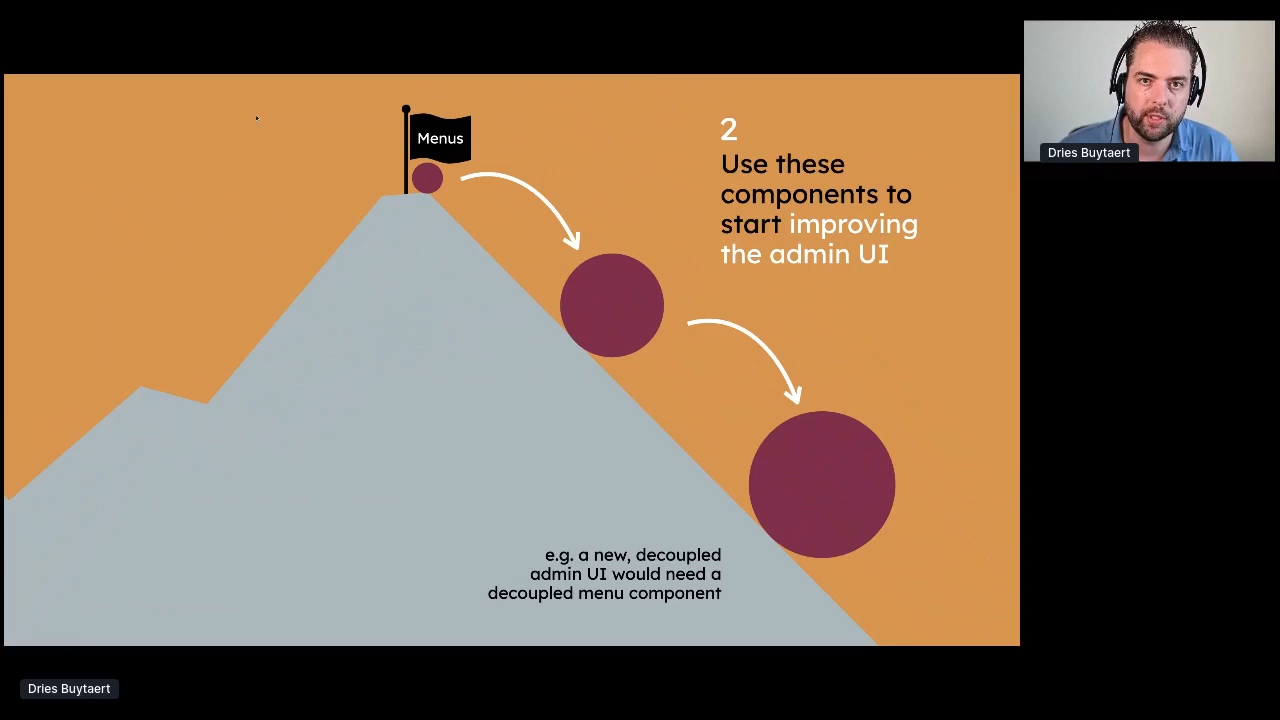 Menus
2
Use these
components to
start improving
the admin UI
e.g. a new, decoupled
admin UI would need a
decoupled menu component
Dries Buytaert
Dries Buytaert